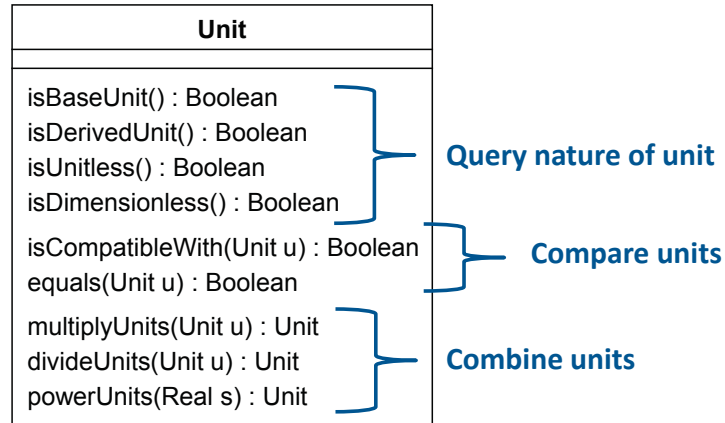 Unit
isBaseUnit() : Boolean
isDerivedUnit() : Boolean
isUnitless() : Boolean
isDimensionless() : Boolean
Query nature of unit
isCompatibleWith(Unit u) : Boolean
equals(Unit u) : Boolean
Compare units
multiplyUnits(Unit u) : Unit
divideUnits(Unit u) : Unit
powerUnits(Real s) : Unit
Combine units